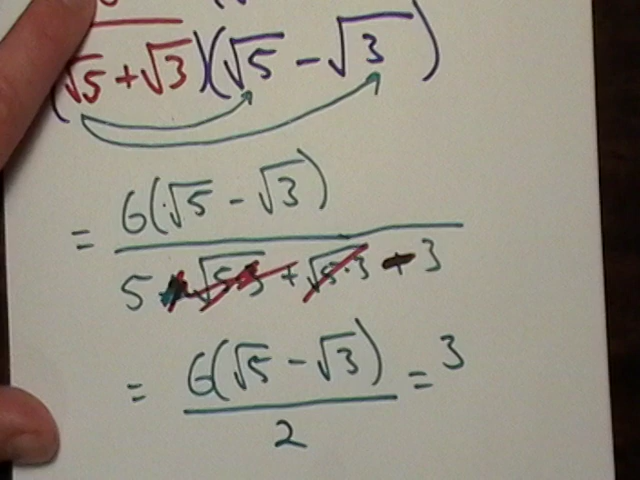 (√5 + √3)(√5 - √3)
= 6(√5 - √3)
5 - √5·3 + √5·3 - 3
= 6(√5 - √3) = 3
2